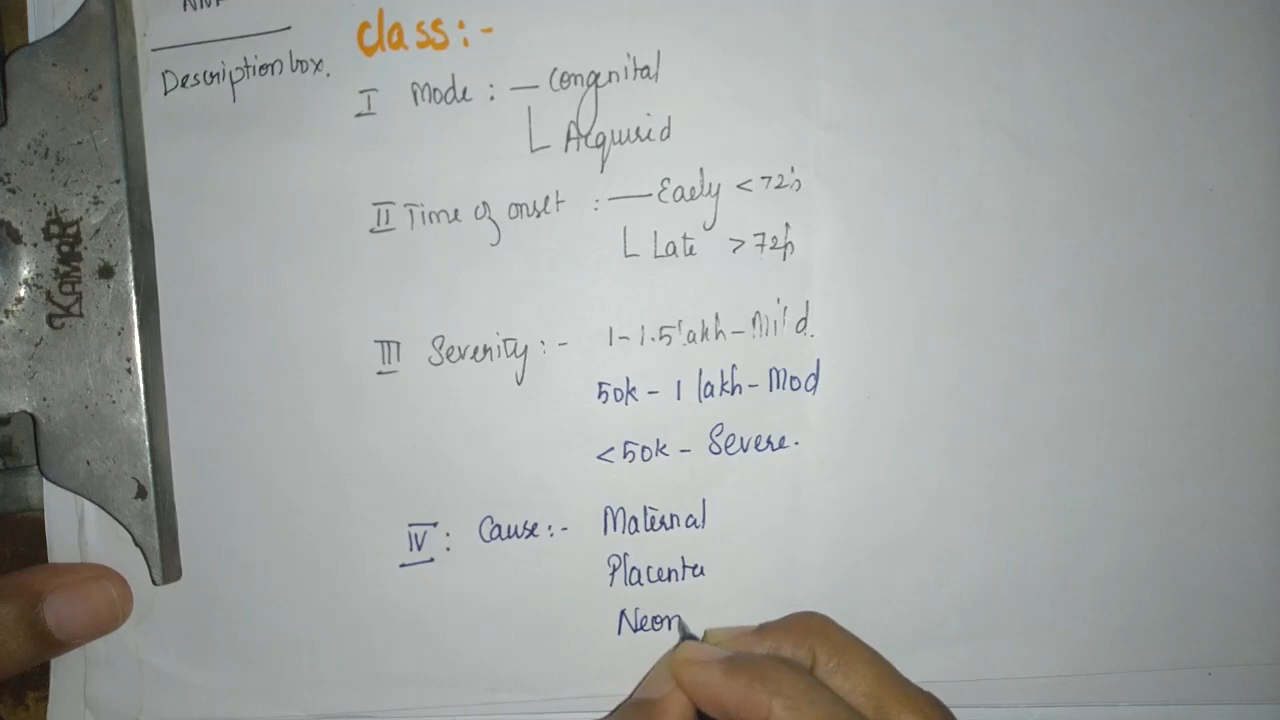 class:-
Description box.
I Mode : — Congenital
L Acquired
II Time of onset : — Early < 72h
L Late > 72h
III Severity :- 1-1.5 lakh - Mild.
50k - 1 lakh - Mod
<50k - Severe.
IV : Cause :- Maternal
Placenta
Neon
KAMAR